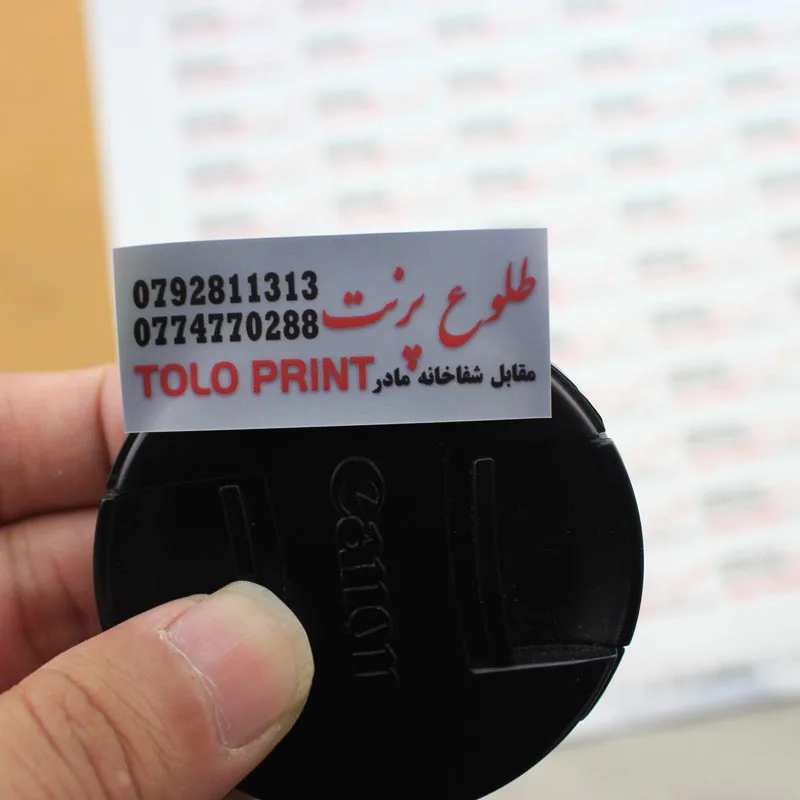 0792811313
0774770288
طلوع پرنت
TOLO PRINT
مقابل شفاخانه مادر
Canon